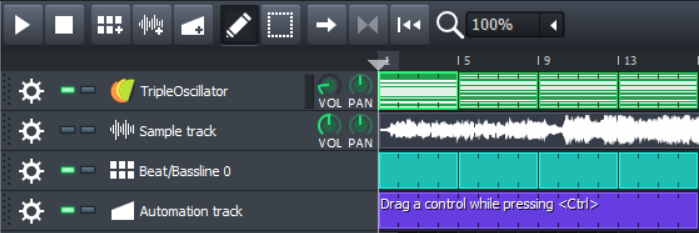 100%
1 5 9 13
TripleOscillator
VOL PAN
Sample track
VOL PAN
Beat/Bassline 0
Automation track
Drag a control while pressing <Ctrl>